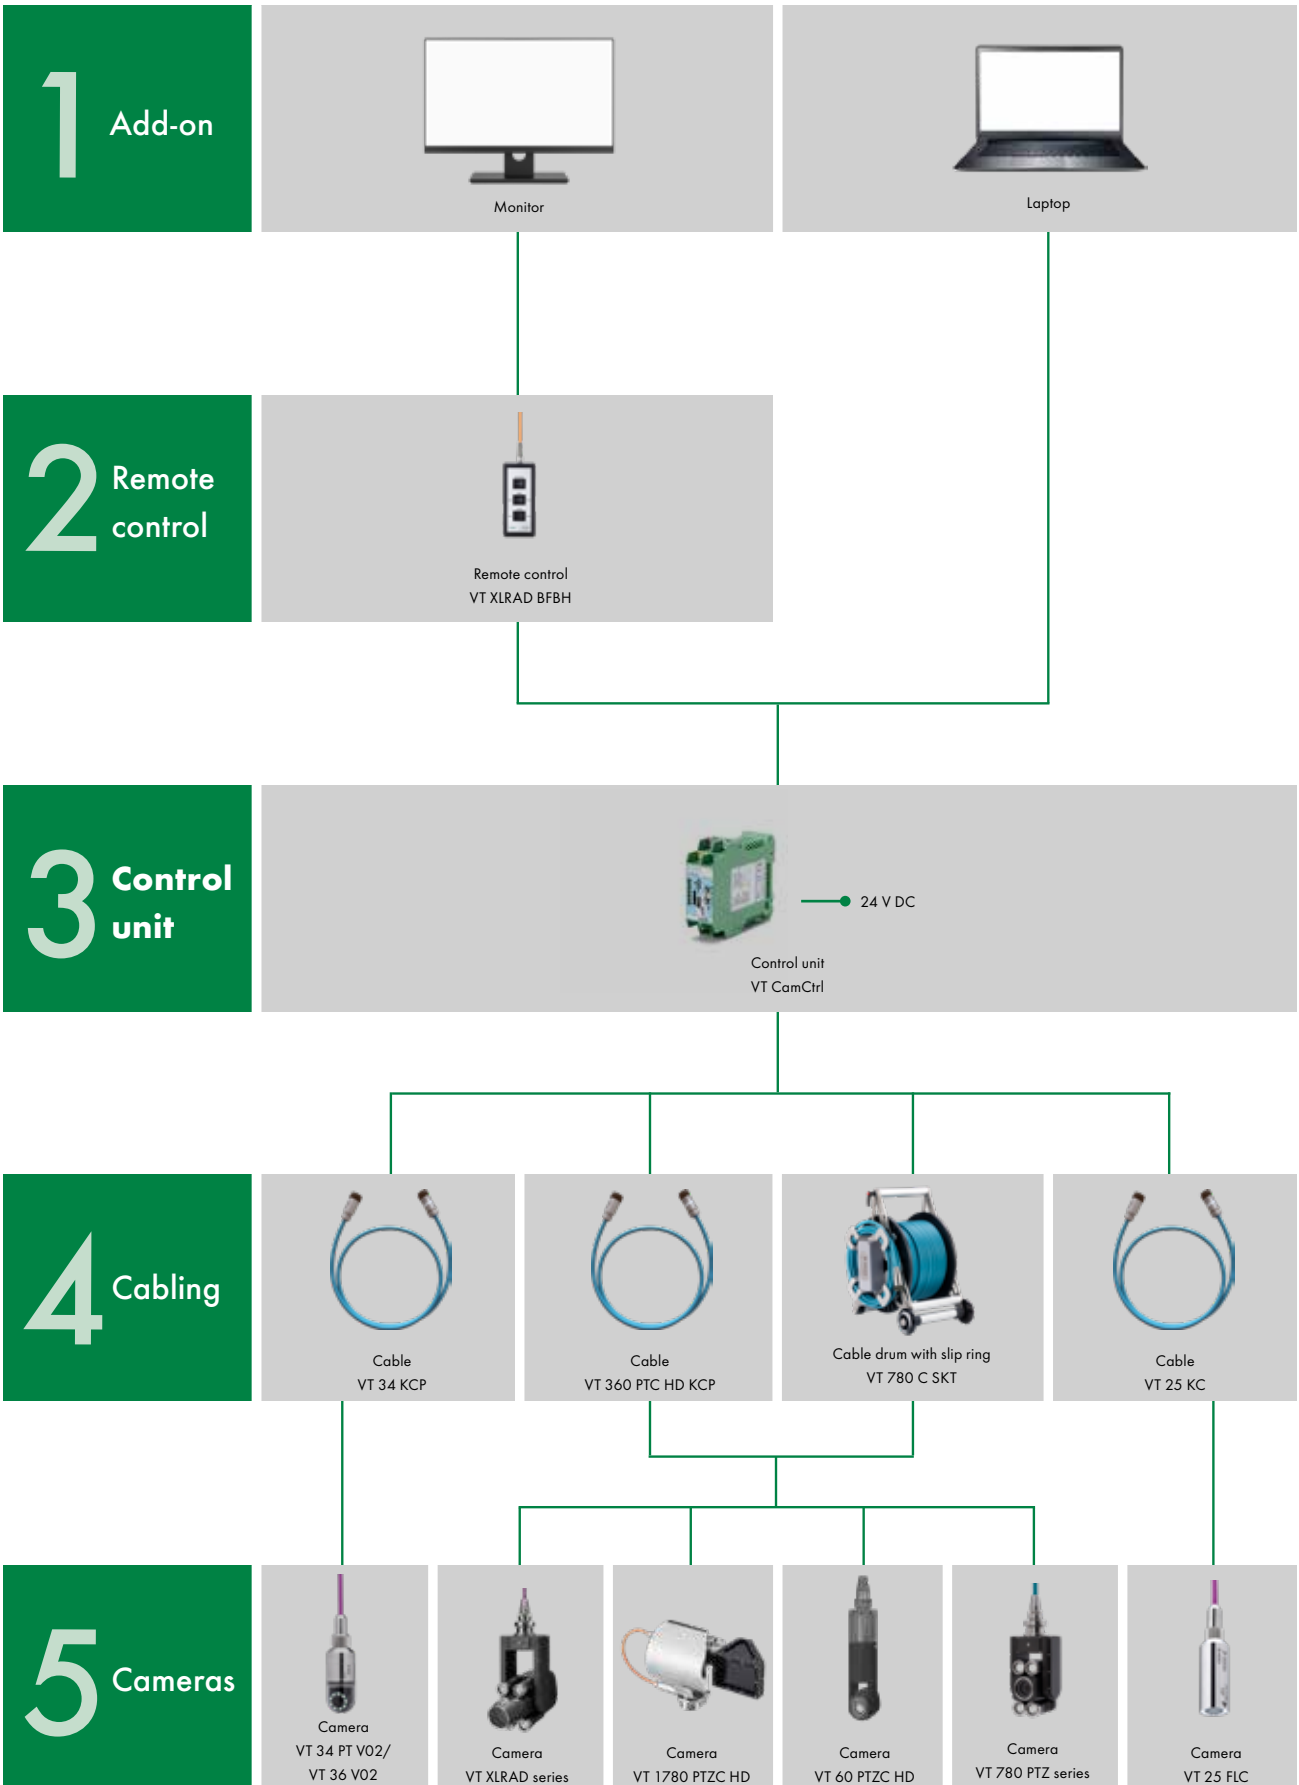 1
Add-on
Monitor
Laptop
2
Remote
control
Remote control
VT XLRAD BFBH
3
Control
unit
24 V DC
Control unit
VT CamCtrl
4
Cabling
Cable
VT 34 KCP
Cable
VT 360 PTC HD KCP
Cable drum with slip ring
VT 780 C SKT
Cable
VT 25 KC
5
Cameras
Camera
VT 34 PT V02/
VT 36 V02
Camera
VT XLRAD series
Camera
VT 1780 PTZC HD
Camera
VT 60 PTZC HD
Camera
VT 780 PTZ series
Camera
VT 25 FLC